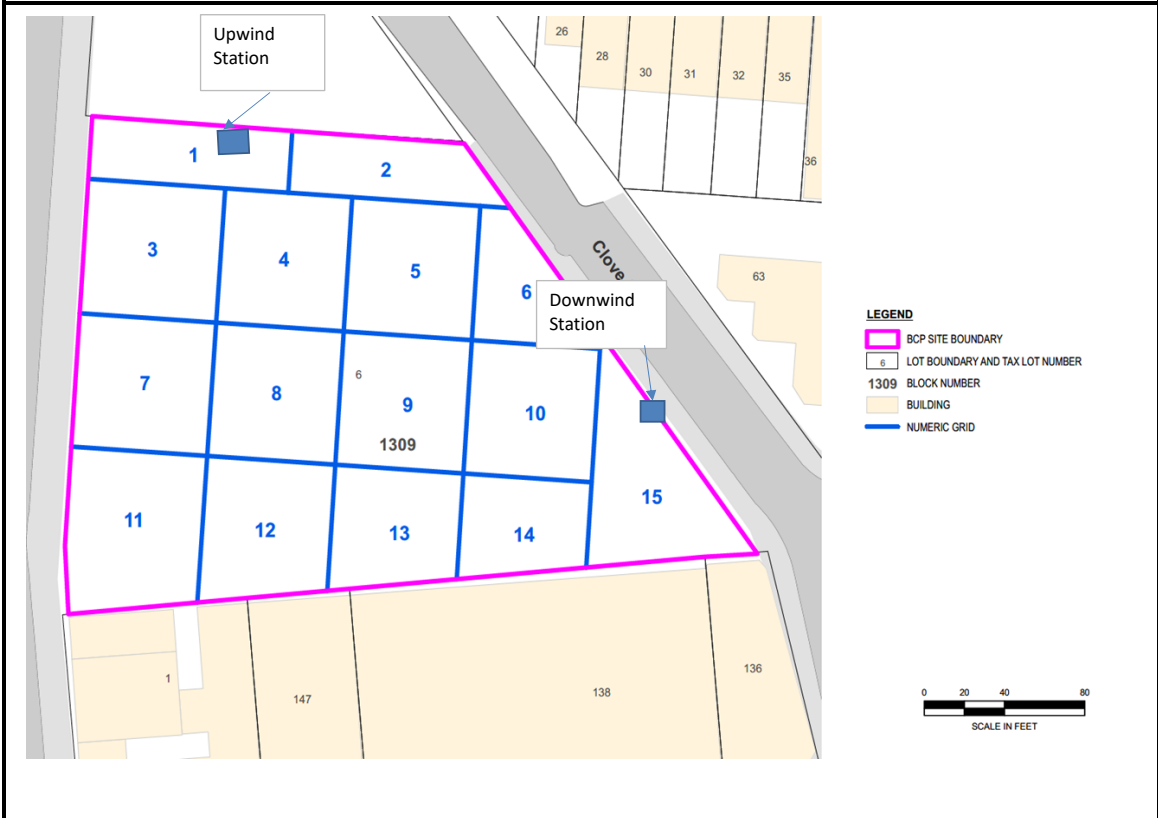 Upwind
Station
26
28
30
31
32
35
36
1
2
3
4
5
6
Clove
63
Downwind
Station
7
8
6
9
10
1309
11
12
13
14
15
1
147
138
136
LEGEND
BCP SITE BOUNDARY
6 LOT BOUNDARY AND TAX LOT NUMBER
1309 BLOCK NUMBER
BUILDING
NUMERIC GRID
0 20 40 80
SCALE IN FEET